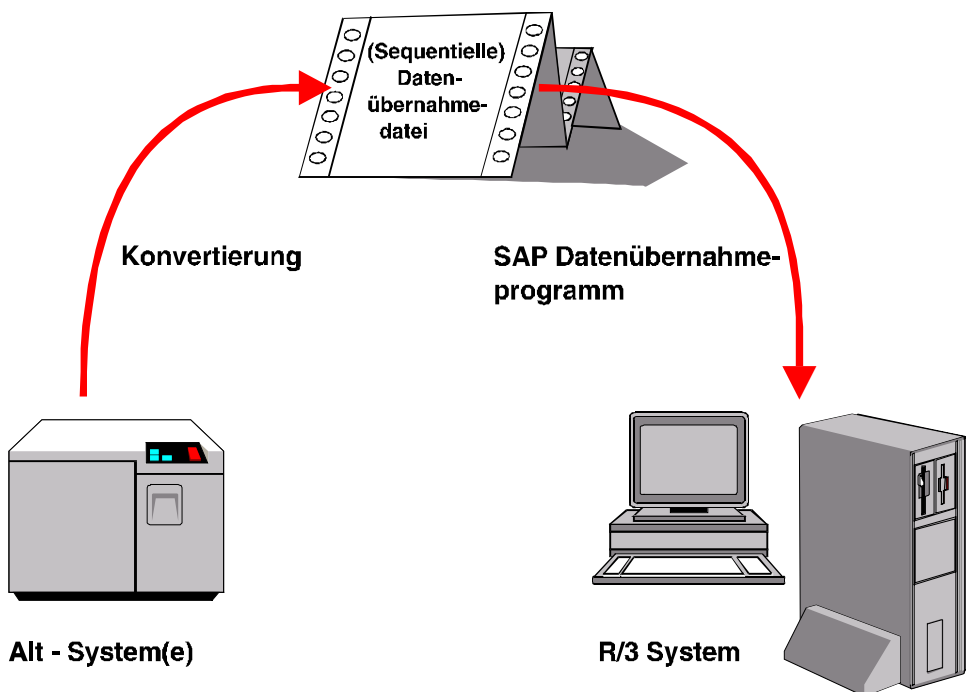 (Sequentielle)
Daten-
übernahme-
datei
Konvertierung
SAP Datenübernahme-
programm
Alt - System(e)
R/3 System